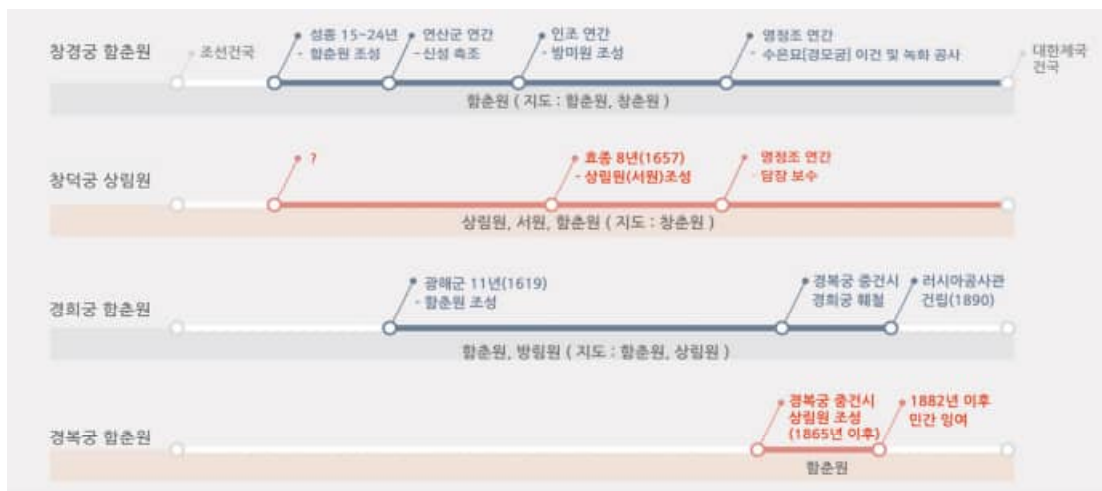 창경궁 함춘원
조선건국
성종 15~24년
- 함춘원 조성
연산군 연간
- 신성 축조
인조 연간
- 방미원 조성
영정조 연간
- 수은묘[경모궁] 이건 및 녹화 공사
대한제국
건국
함춘원 ( 지도 : 함춘원, 창춘원 )
창덕궁 상림원
?
효종 8년(1657)
- 상림원(서원)조성
영정조 연간
- 담장 보수
상림원, 서원, 함춘원 ( 지도 : 창춘원 )
경희궁 함춘원
광해군 11년(1619)
- 함춘원 조성
경복궁 중건시
경희궁 훼철
러시아공사관
건립(1890)
함춘원, 방림원 ( 지도 : 함춘원, 상림원 )
경복궁 함춘원
경복궁 중건시
상림원 조성
(1865년 이후)
1882년 이후
민간 잉여
함춘원